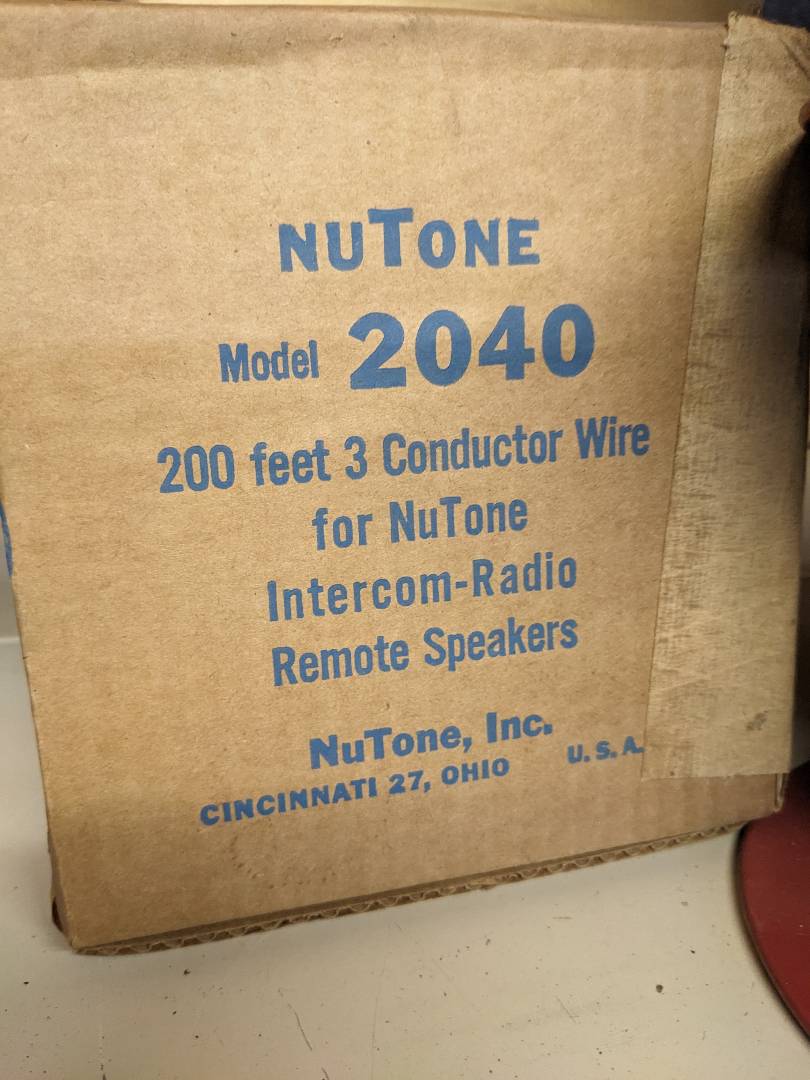 NUTONE
Model 2040
200 feet 3 Conductor Wire
for NuTone
Intercom-Radio
Remote Speakers
NuTone, Inc.
CINCINNATI 27, OHIO U.S.A.